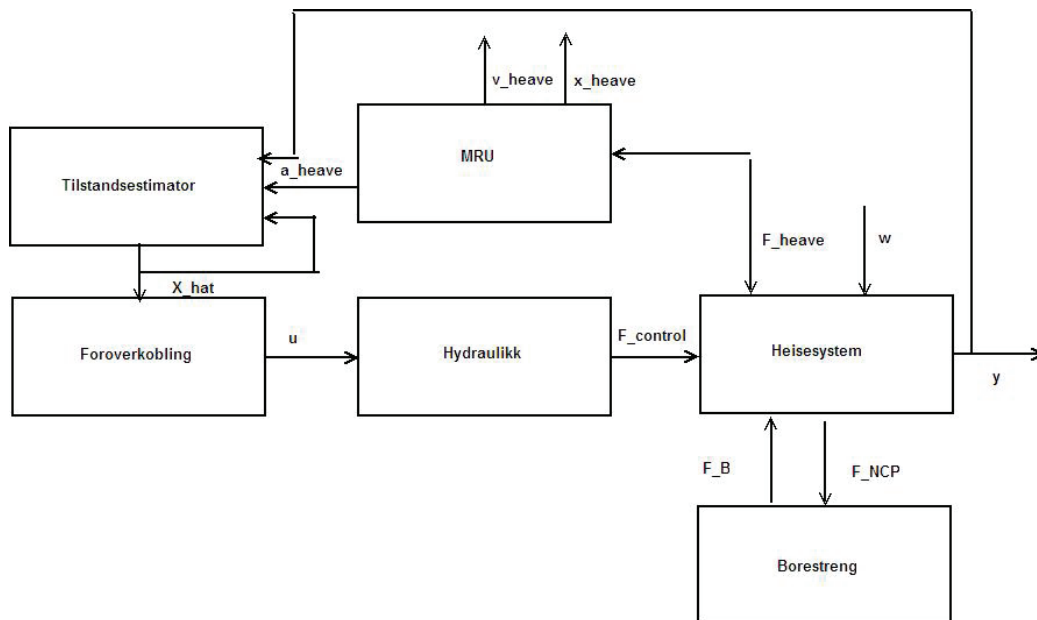 v_heave
x_heave
MRU
a_heave
Tilstandsestimator
F_heave
w
X_hat
Foroverkobling
u
Hydraulikk
F_control
Heisesystem
y
F_B
F_NCP
Borestreng